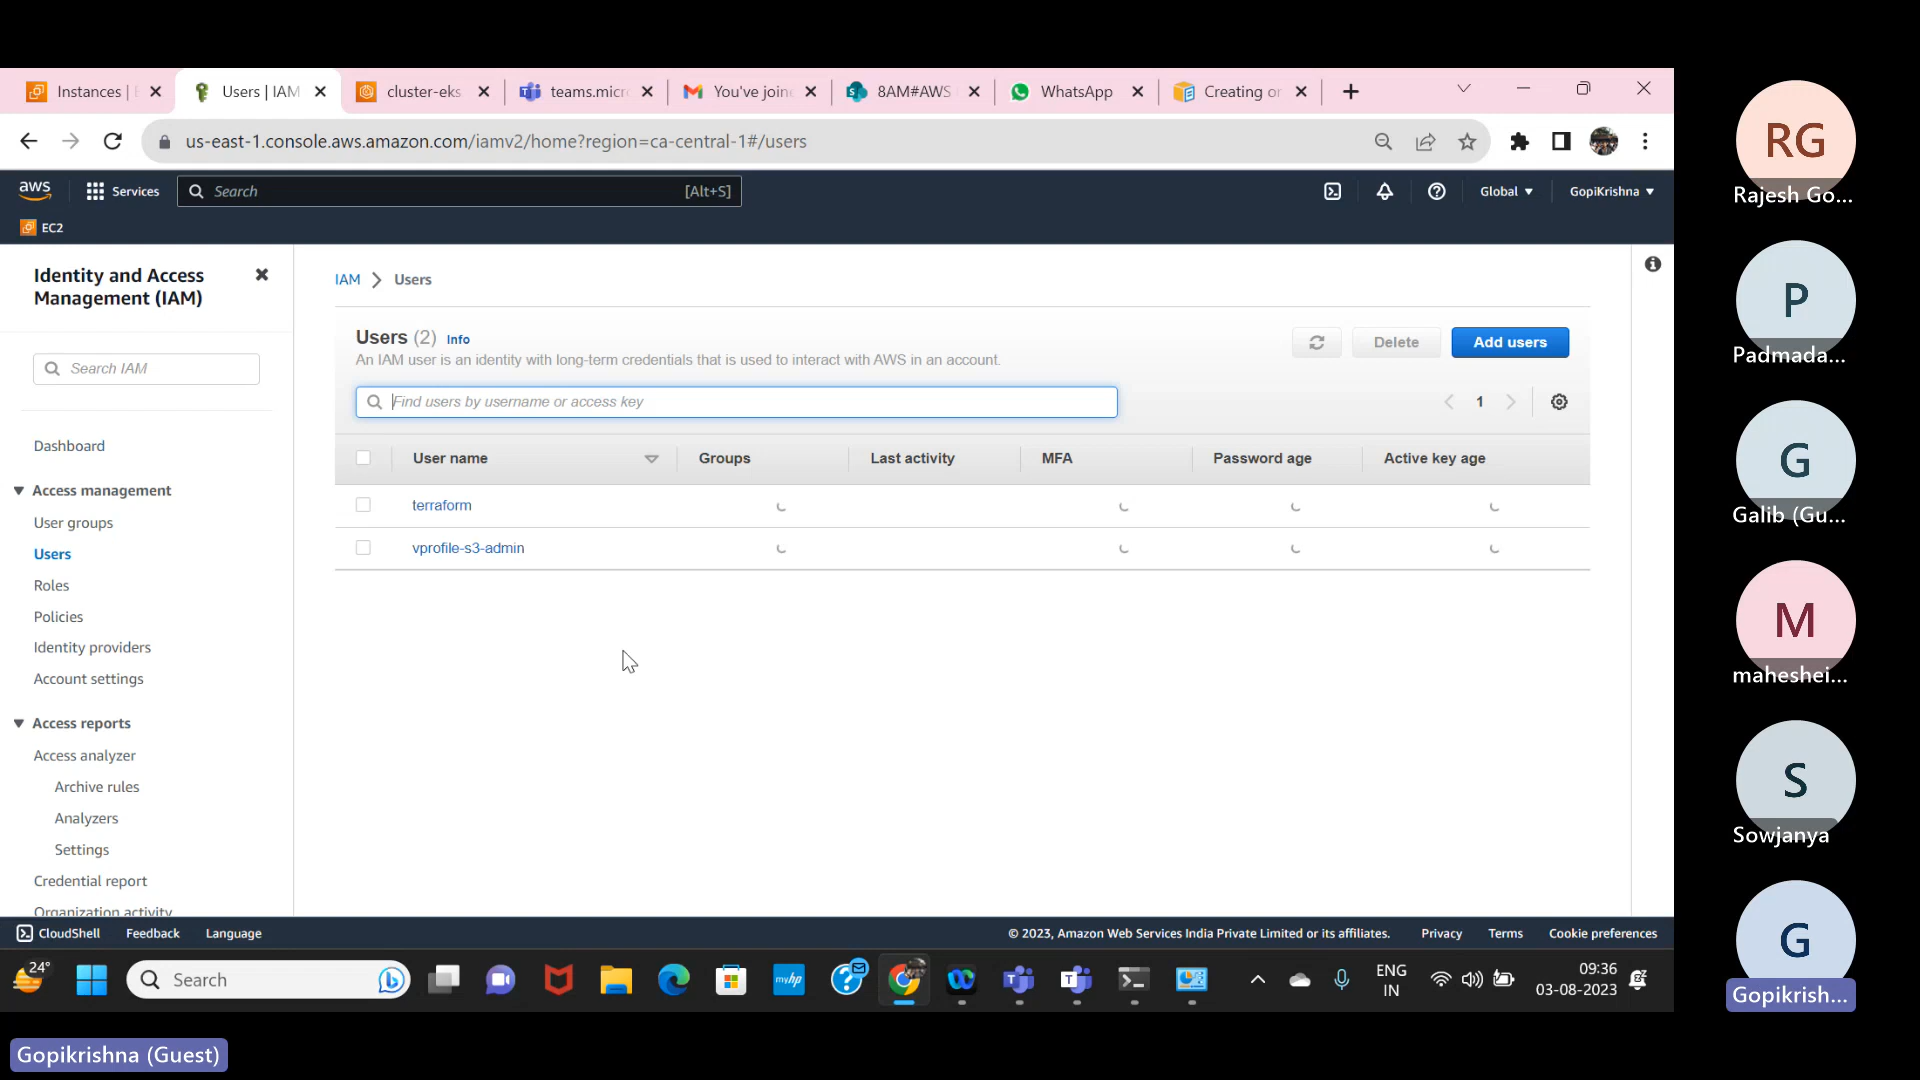 Instances |
Users | IAM
cluster-eks
teams.micr
You've join
8AM#AWS
WhatsApp
Creating or
us-east-1.console.aws.amazon.com/iamv2/home?region=ca-central-1#/users
aws
Services
Search
[Alt+S]
Global
GopiKrishna
EC2
Identity and Access
Management (IAM)
Search IAM
Dashboard
Access management
User groups
Users
Roles
Policies
Identity providers
Account settings
Access reports
Access analyzer
Archive rules
Analyzers
Settings
Credential report
Organization activity
IAM > Users
Users (2) Info
An IAM user is an identity with long-term credentials that is used to interact with AWS in an account.
Delete
Add users
Find users by username or access key
1
User name Groups Last activity MFA Password age Active key age
terraform
vprofile-s3-admin
CloudShell Feedback Language
© 2023, Amazon Web Services India Private Limited or its affiliates. Privacy Terms Cookie preferences
24°
Search
myhp
ENG
IN
09:36
03-08-2023
RG
Rajesh Go...
P
Padmada...
G
Galib (Gu...
M
maheshei...
S
Sowjanya
G
Gopikrish...
Gopikrishna (Guest)